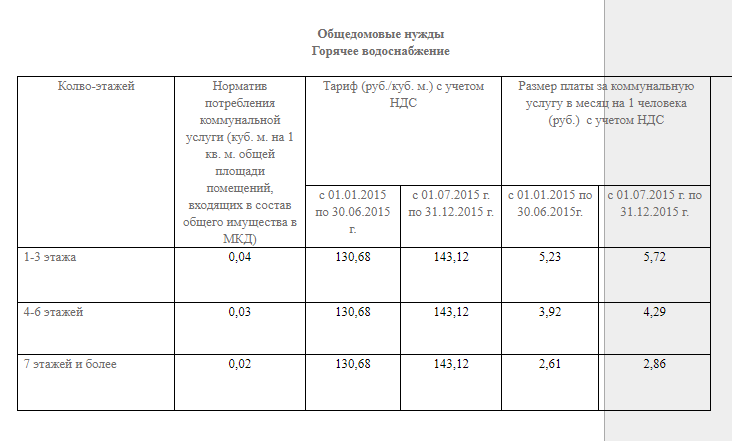 Общедомовые нужды
Горячее водоснабжение
Колво-этажей
Норматив
потребления
коммунальной
услуги (куб. м. на 1
кв. м. общей
площади
помещений,
входящих в состав
общего имущества в
МКД)
Тариф (руб./куб. м.) с учетом
НДС
Размер платы за коммунальную
услугу в месяц на 1 человека
(руб.) с учетом НДС
с 01.01.2015
по 30.06.2015
г.
с 01.07.2015 г.
по 31.12.2015 г.
с 01.01.2015 по
30.06.2015г.
с 01.07.2015 г. по
31.12.2015 г.
1-3 этажа 0,04 130,68 143,12 5,23 5,72
4-6 этажей 0,03 130,68 143,12 3,92 4,29
7 этажей и более 0,02 130,68 143,12 2,61 2,86